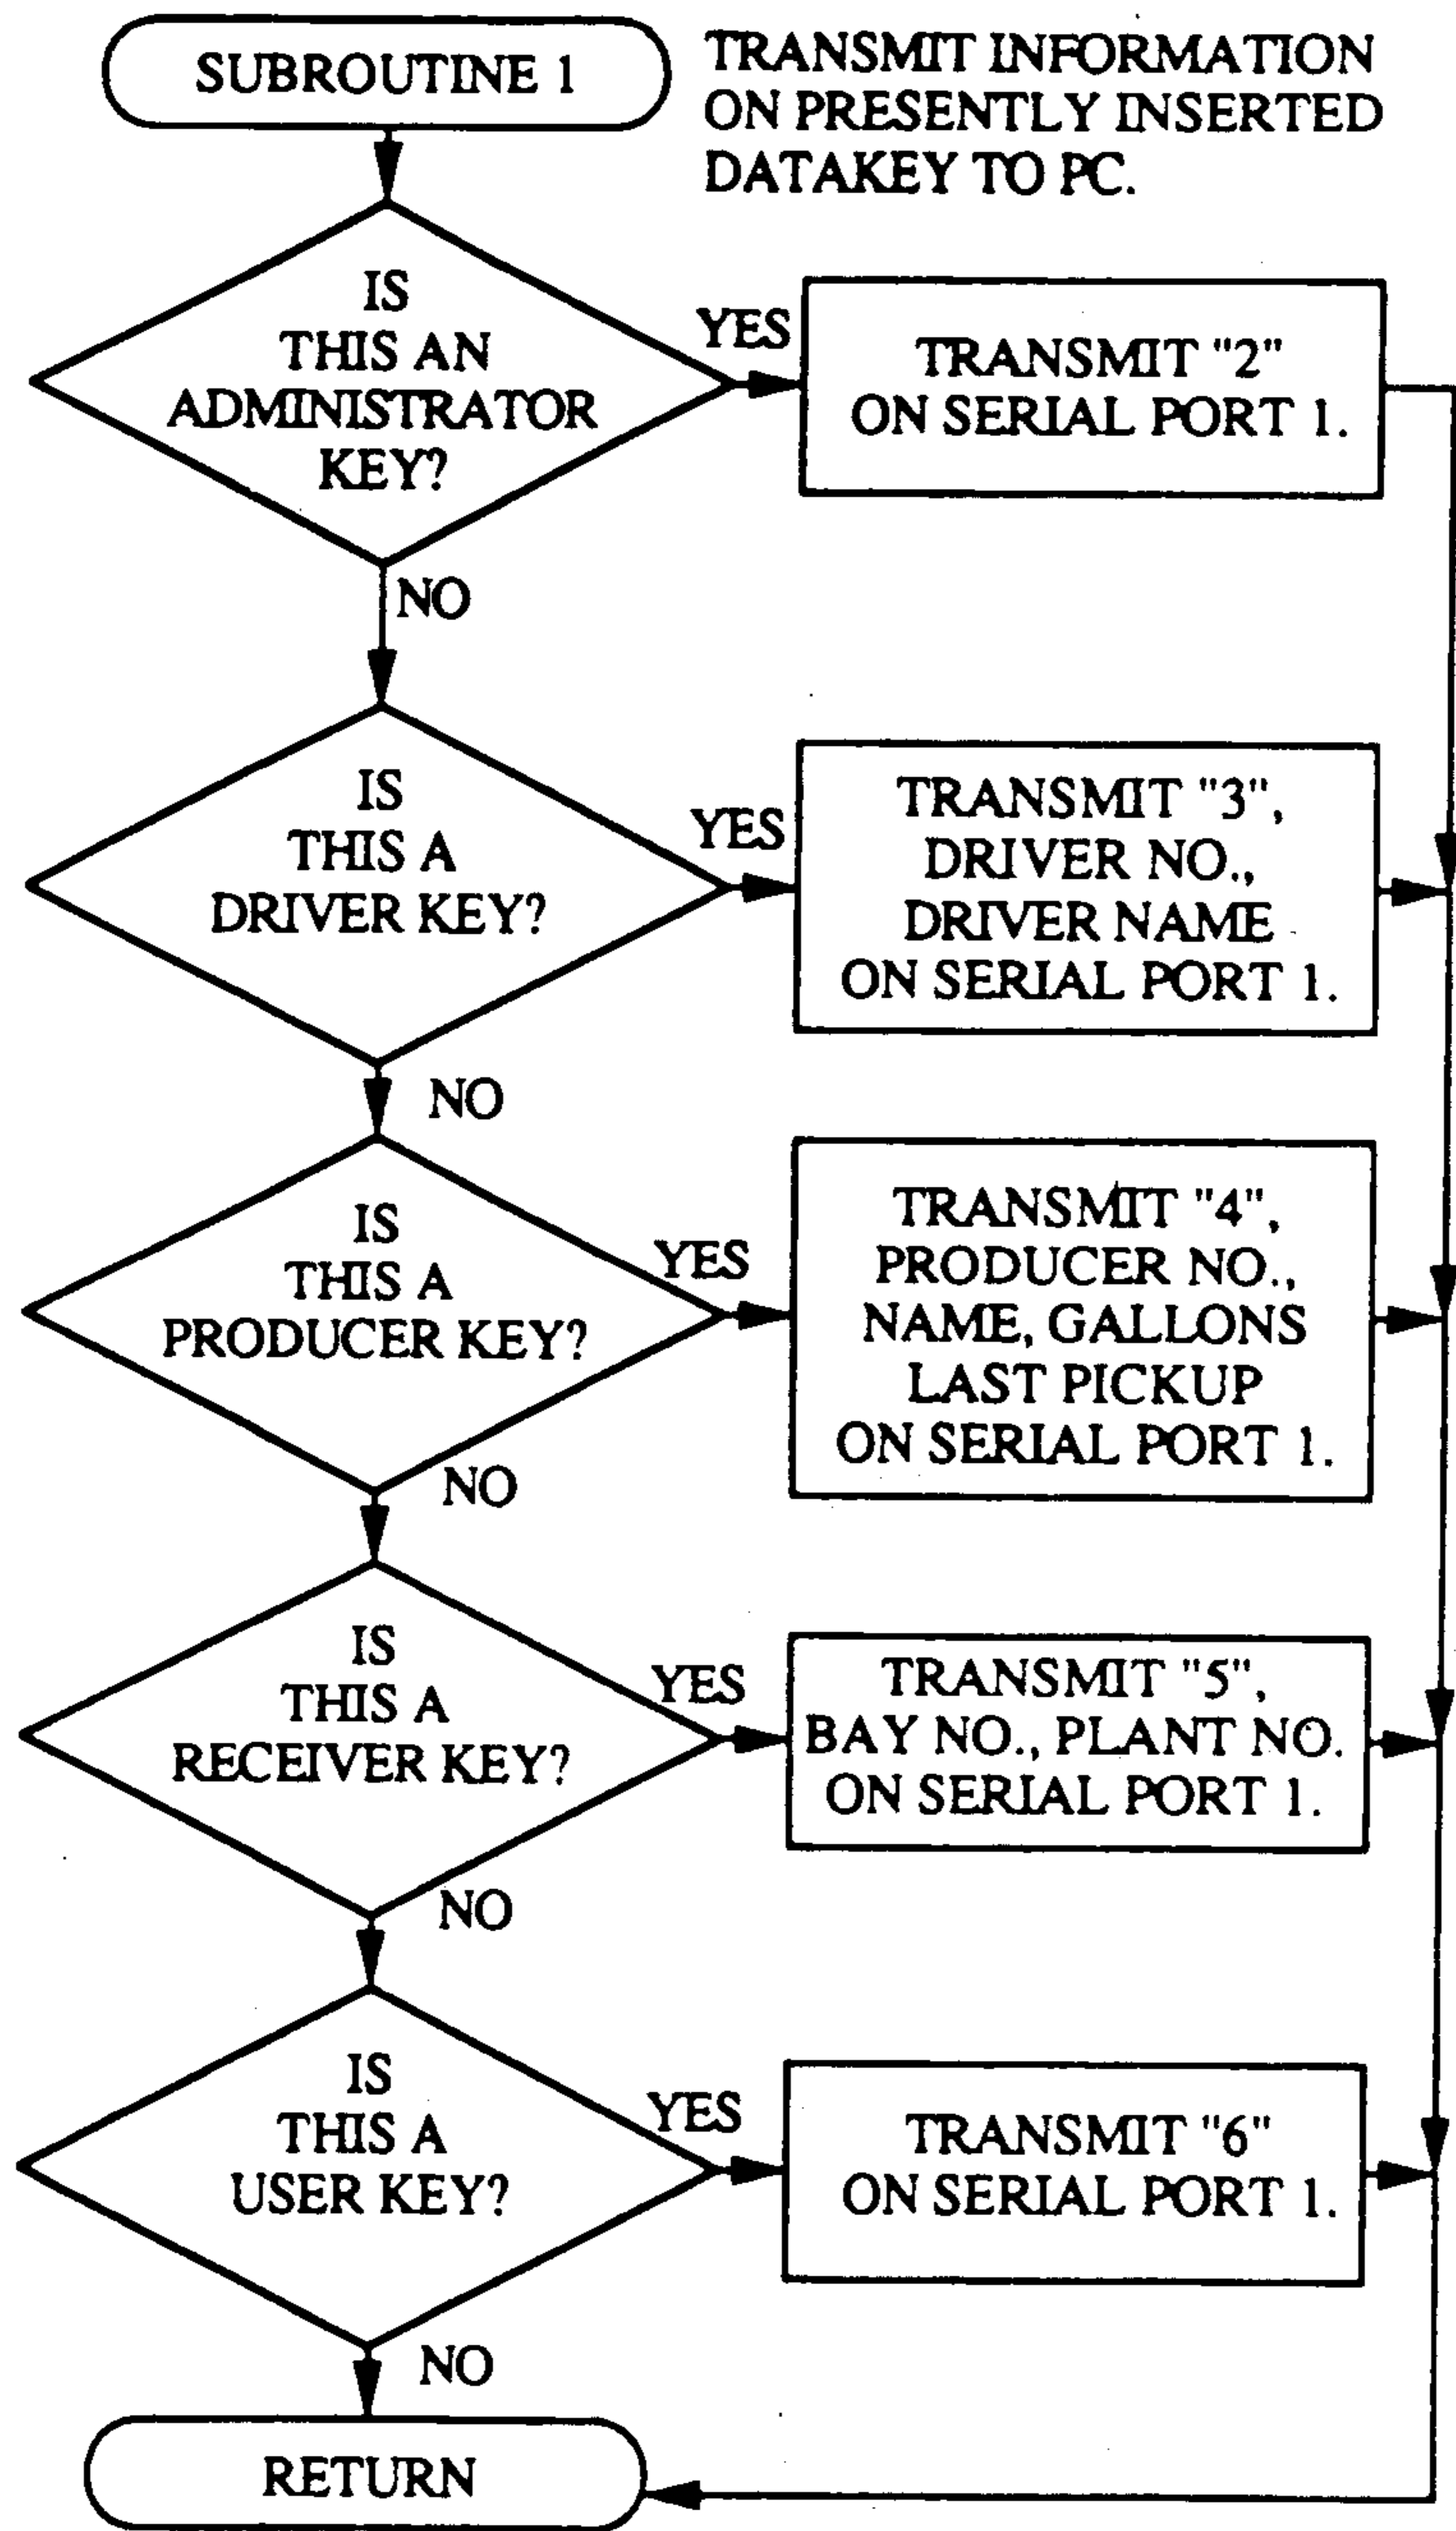 SUBROUTINE 1
TRANSMIT INFORMATION
ON PRESENTLY INSERTED
DATAKEY TO PC.
IS
THIS AN
ADMINISTRATOR
KEY?
YES
TRANSMIT "2"
ON SERIAL PORT 1.
NO
IS
THIS A
DRIVER KEY?
YES
TRANSMIT "3",
DRIVER NO.,
DRIVER NAME
ON SERIAL PORT 1.
NO
IS
THIS A
PRODUCER KEY?
YES
TRANSMIT "4",
PRODUCER NO.,
NAME, GALLONS
LAST PICKUP
ON SERIAL PORT 1.
NO
IS
THIS A
RECEIVER KEY?
YES
TRANSMIT "5",
BAY NO., PLANT NO.
ON SERIAL PORT 1.
NO
IS
THIS A
USER KEY?
YES
TRANSMIT "6"
ON SERIAL PORT 1.
NO
RETURN